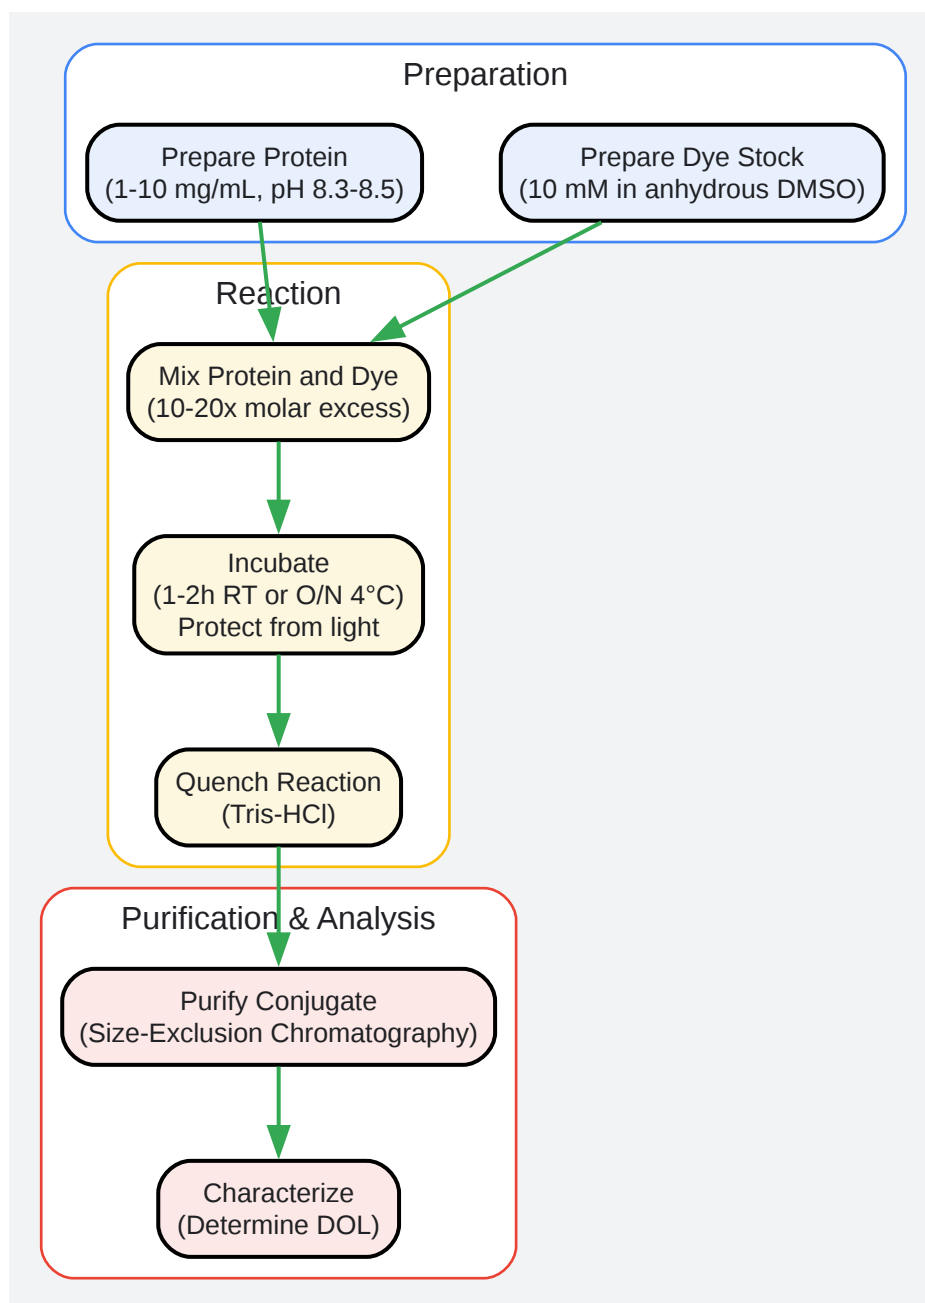 Preparation
Prepare Protein
(1-10 mg/mL, pH 8.3-8.5)
Prepare Dye Stock
(10 mM in anhydrous DMSO)
Reaction
Mix Protein and Dye
(10-20x molar excess)
Incubate
(1-2h RT or O/N 4°C)
Protect from light
Quench Reaction
(Tris-HCl)
Purification & Analysis
Purify Conjugate
(Size-Exclusion Chromatography)
Characterize
(Determine DOL)